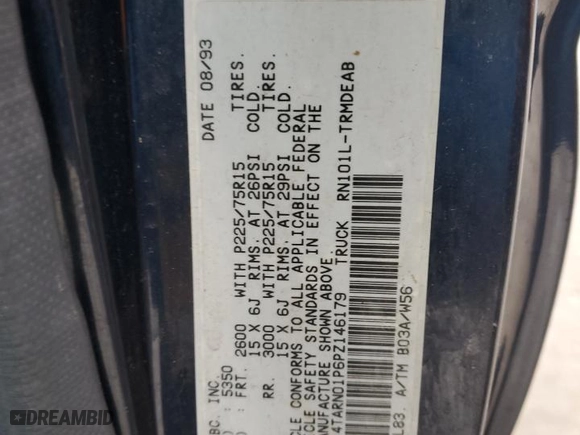 DATE 08/93
BC. INC.
: 5350
: FRT. 2600 WITH P225/75R15 TIRES.
15 X 6J RIMS. AT 26PSI COLD.
RR. 3000 WITH P225/75R15 TIRES.
15 X 6J RIMS. AT 29PSI COLD.
CLE CONFORMS TO ALL APPLICABLE FEDERAL
CLE SAFETY STANDARDS IN EFFECT ON THE
MANUFACTURE SHOWN ABOVE.
4TARN01P6PZ146179 TRUCK RN101L-TRMDEAB
L83. A/TM B03A/W56
DREAMBID